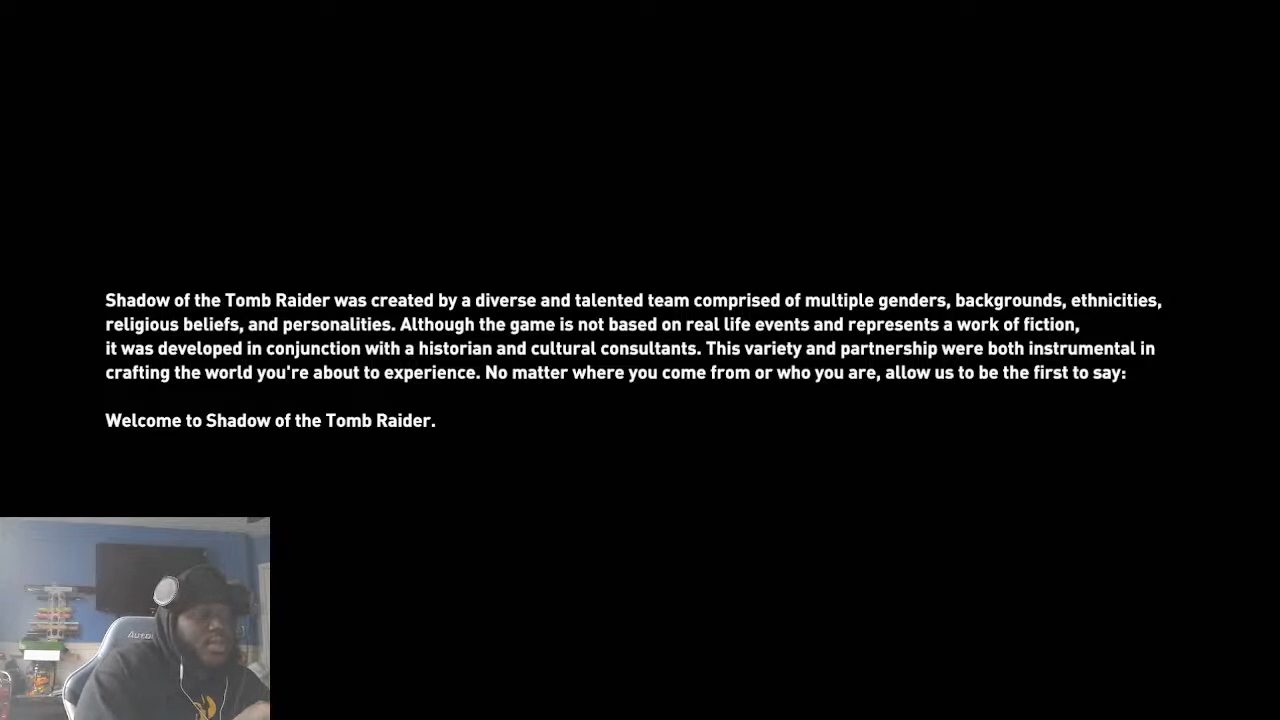 Shadow of the Tomb Raider was created by a diverse and talented team comprised of multiple genders, backgrounds, ethnicities,
religious beliefs, and personalities. Although the game is not based on real life events and represents a work of fiction,
it was developed in conjunction with a historian and cultural consultants. This variety and partnership were both instrumental in
crafting the world you're about to experience. No matter where you come from or who you are, allow us to be the first to say:
Welcome to Shadow of the Tomb Raider.